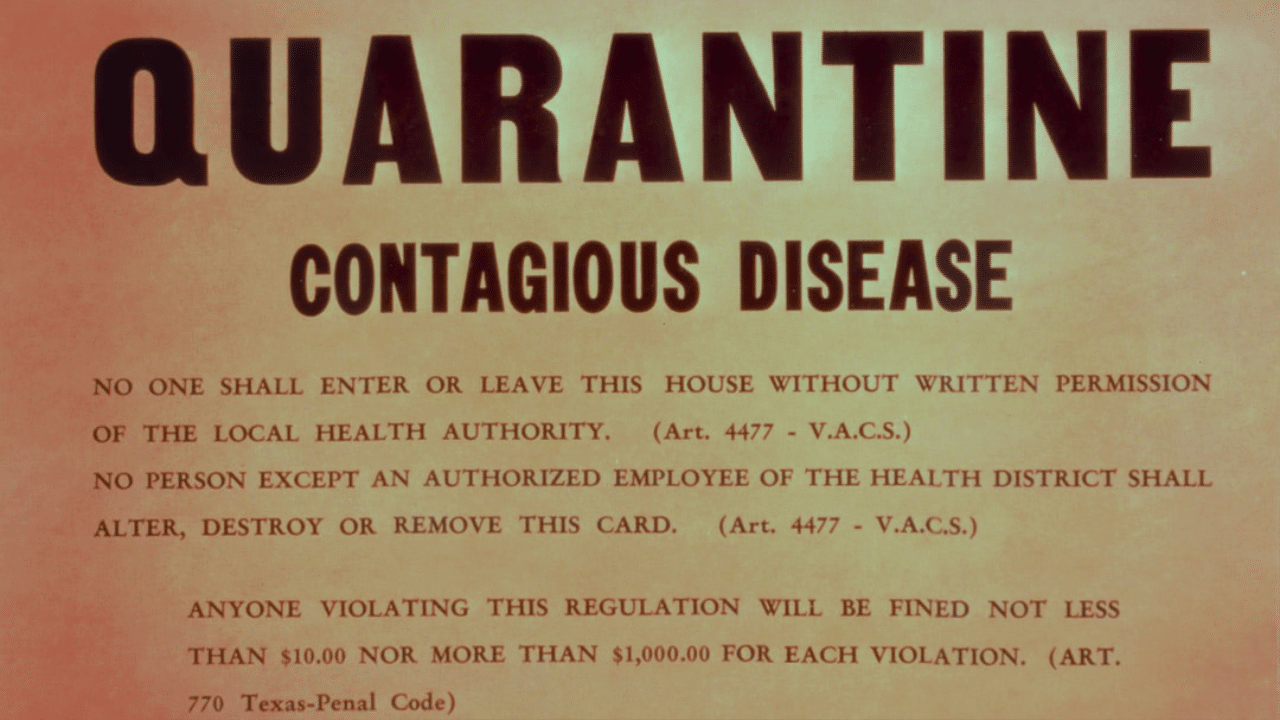 QUARANTINE
CONTAGIOUS DISEASE
NO ONE SHALL ENTER OR LEAVE THIS HOUSE WITHOUT WRITTEN PERMISSION
OF THE LOCAL HEALTH AUTHORITY. (Art. 4477 - V.A.C.S.)
NO PERSON EXCEPT AN AUTHORIZED EMPLOYEE OF THE HEALTH DISTRICT SHALL
ALTER, DESTROY OR REMOVE THIS CARD. (Art. 4477 - V.A.C.S.)
ANYONE VIOLATING THIS REGULATION WILL BE FINED NOT LESS
THAN $10.00 NOR MORE THAN $1,000.00 FOR EACH VIOLATION. (ART.
770 Texas-Penal Code)